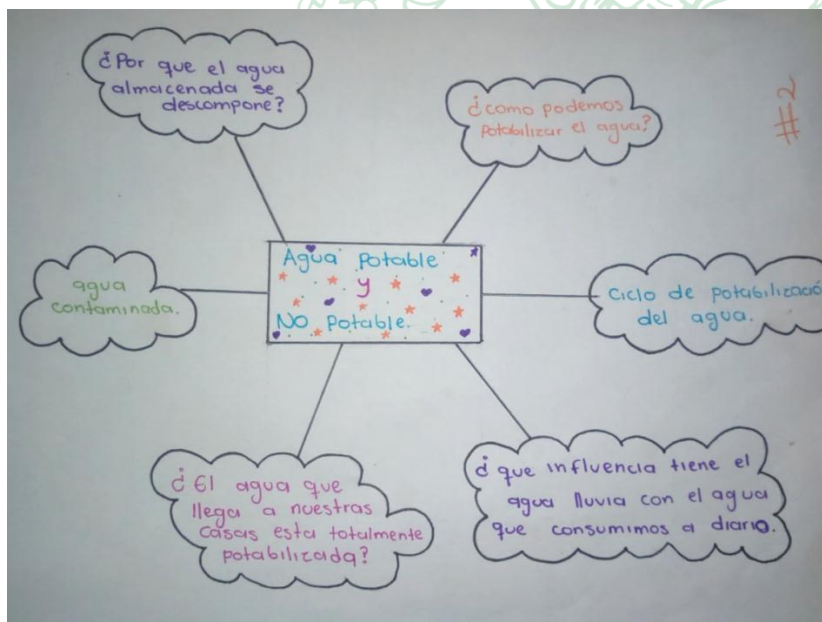 ¿Por que el agua
almacenada se
descompone?
¿como podemos
potabilizar el agua?
#2
Agua Potable
y
NO Potable.
agua
contaminada.
Ciclo de potabilizació
del agua.
¿El agua que
llega a nuestras
casas esta totalmente
potabilizada?
¿que influencia tiene el
agua lluvia con el agua
que consumimos a diario.